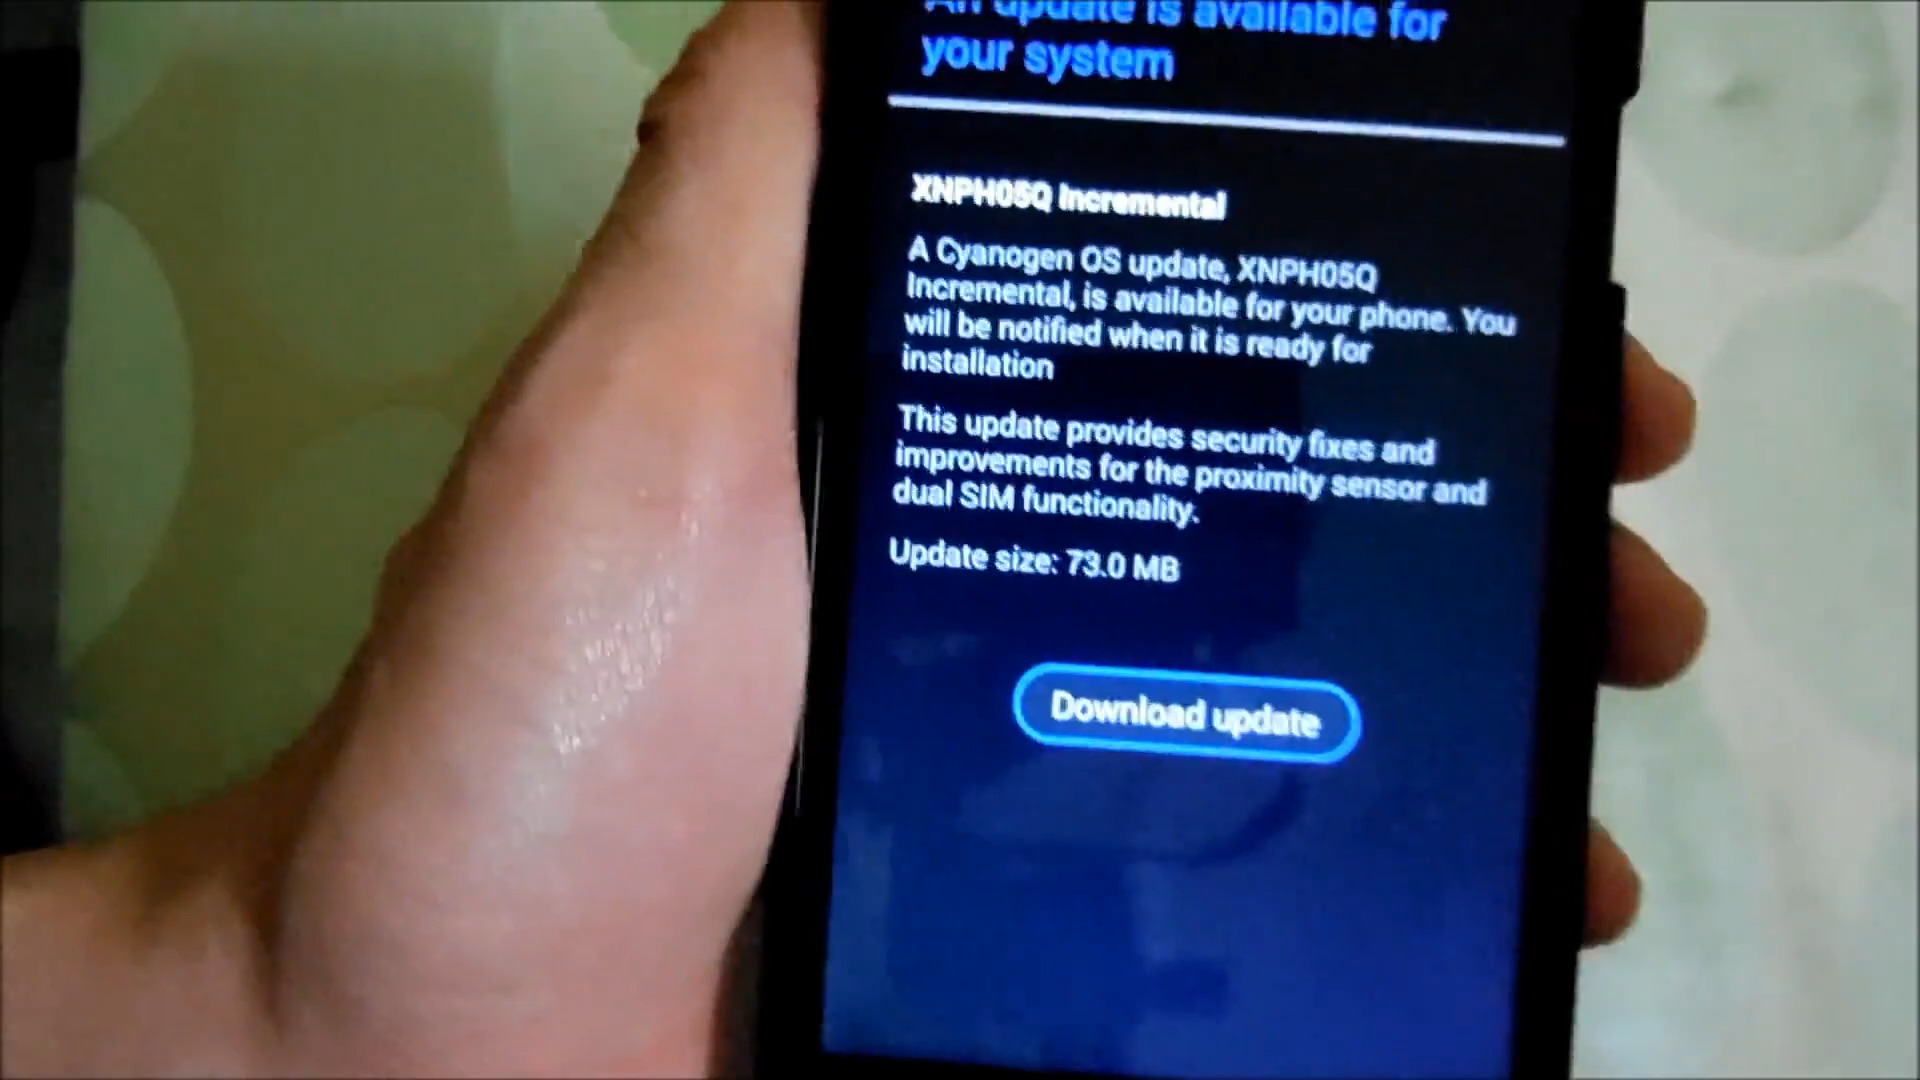 An update is available for
your system
XNPH05Q Incremental
A Cyanogen OS update, XNPH05Q
Incremental, is available for your phone. You
will be notified when it is ready for
installation
This update provides security fixes and
improvements for the proximity sensor and
dual SIM functionality.
Update size: 73.0 MB
Download update